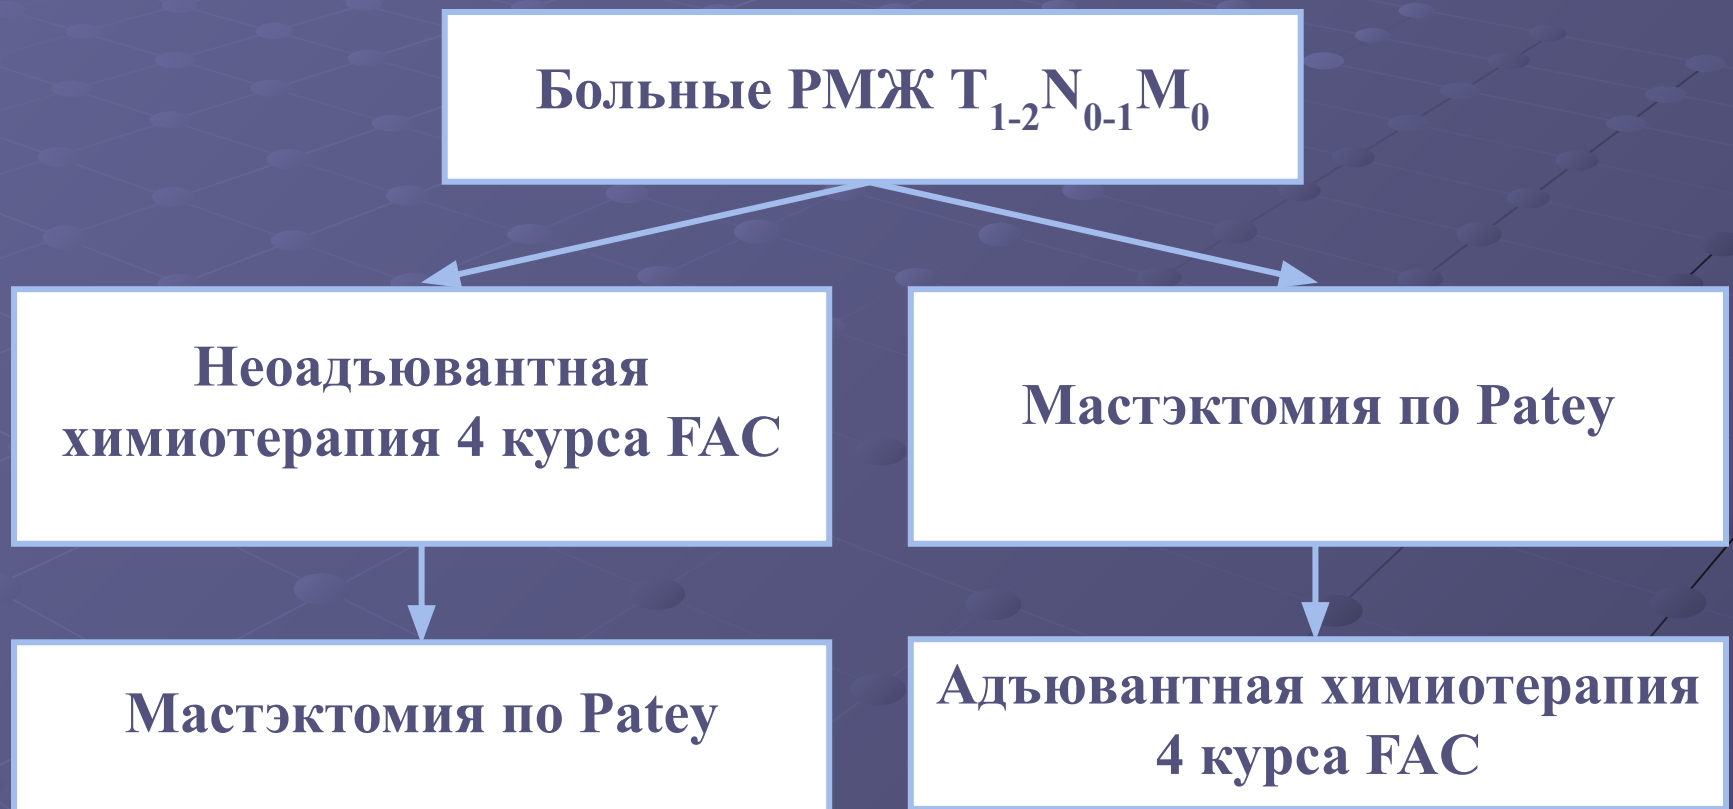 Больные РМЖ T1-2N0-1M0
Неоадъювантная
химиотерапия 4 курса FAC
Мастэктомия по Patey
Мастэктомия по Patey
Адъювантная химиотерапия
4 курса FAC